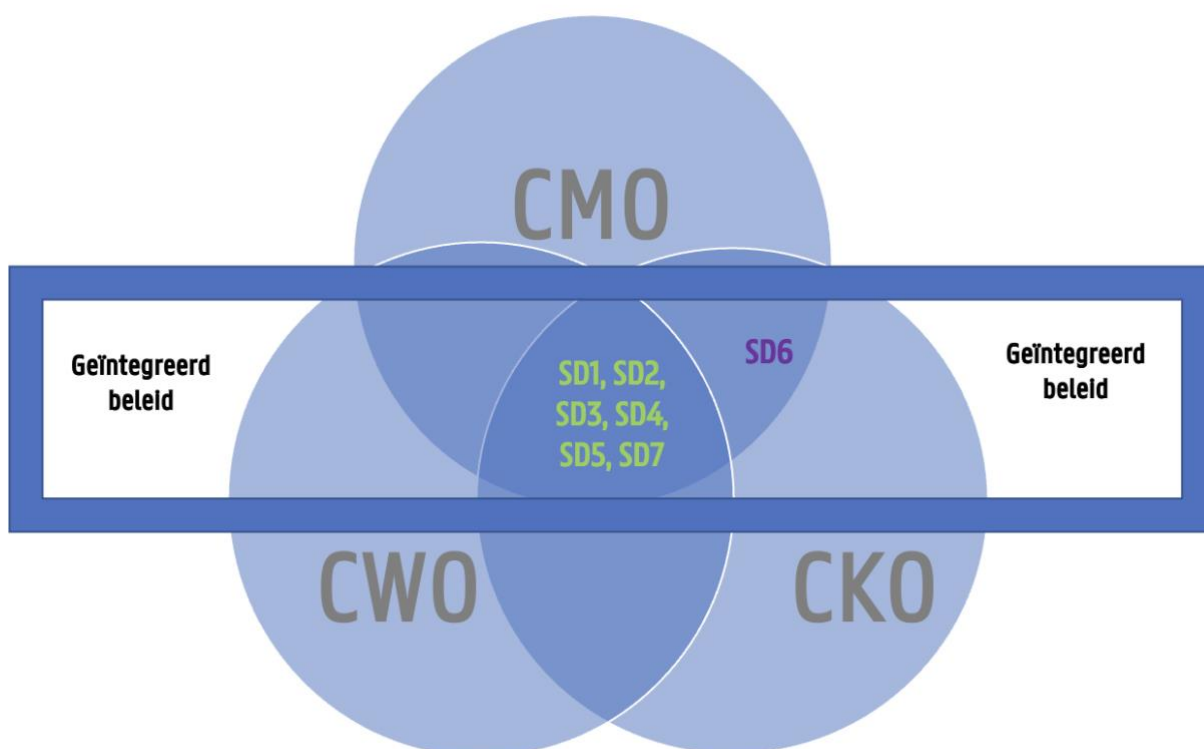 CMO
Geïntegreerd
beleid
SD1, SD2,
SD3, SD4,
SD5, SD7
SD6
Geïntegreerd
beleid
CWO
CKO